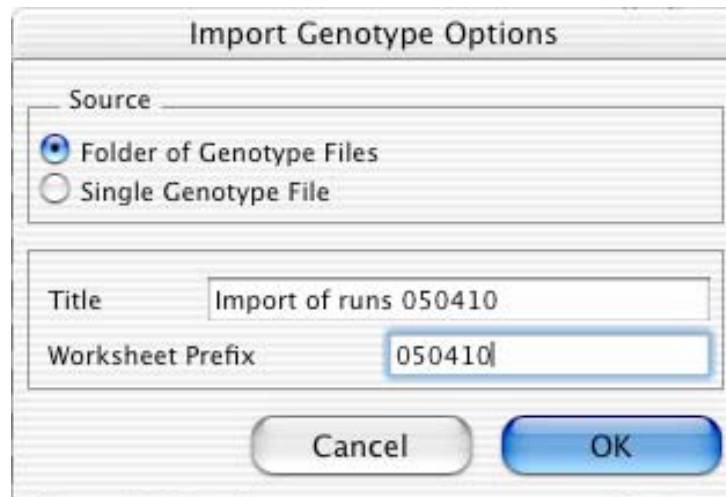 Import Genotype Options
Source
Folder of Genotype Files
Single Genotype File
Title Import of runs 050410
Worksheet Prefix 050410
Cancel OK